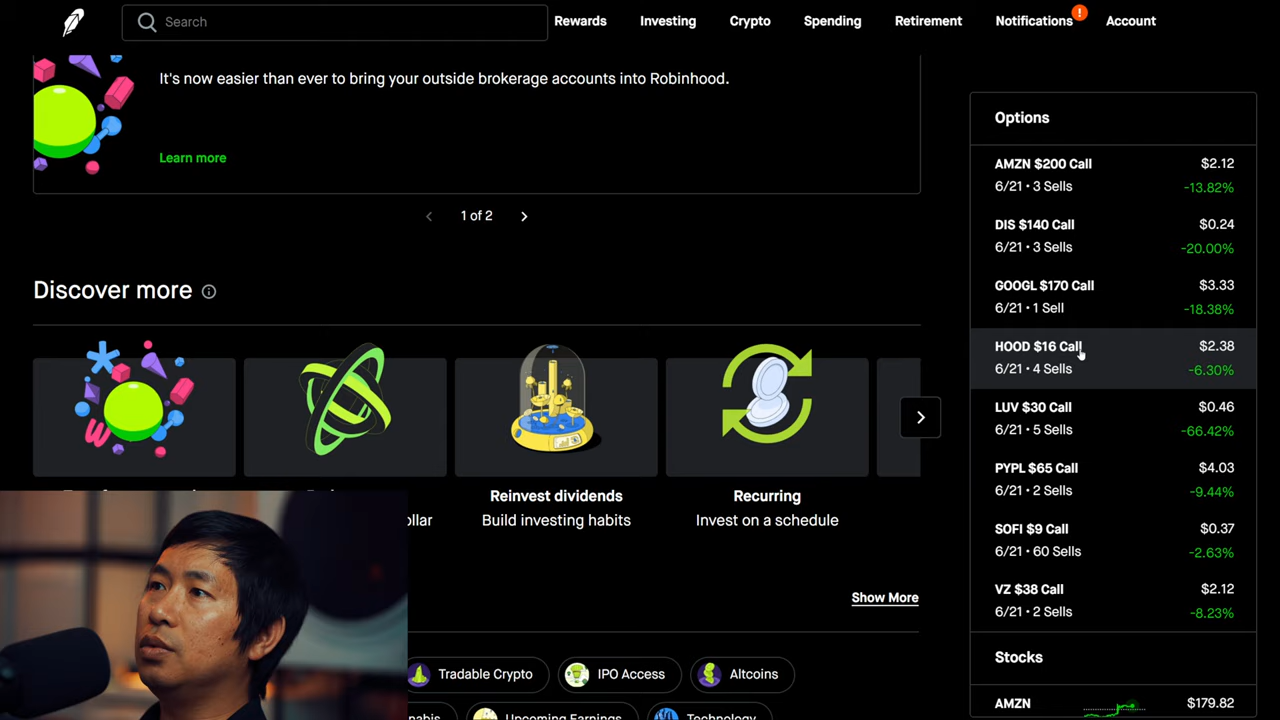 Search
Rewards
Investing
Crypto
Spending
Retirement
Notifications
!
Account
It's now easier than ever to bring your outside brokerage accounts into Robinhood.
Learn more
1 of 2
Discover more
Reinvest dividends
Build investing habits
Recurring
Invest on a schedule
ollar
Show More
Tradable Crypto
IPO Access
Altcoins
Upcoming Earnings
Technology
Options
AMZN $200 Call $2.12
6/21 • 3 Sells -13.82%
DIS $140 Call $0.24
6/21 • 3 Sells -20.00%
GOOGL $170 Call $3.33
6/21 • 1 Sell -18.38%
HOOD $16 Call $2.38
6/21 • 4 Sells -6.30%
LUV $30 Call $0.46
6/21 • 5 Sells -66.42%
PYPL $65 Call $4.03
6/21 • 2 Sells -9.44%
SOFI $9 Call $0.37
6/21 • 60 Sells -2.63%
VZ $38 Call $2.12
6/21 • 2 Sells -8.23%
Stocks
AMZN $179.82